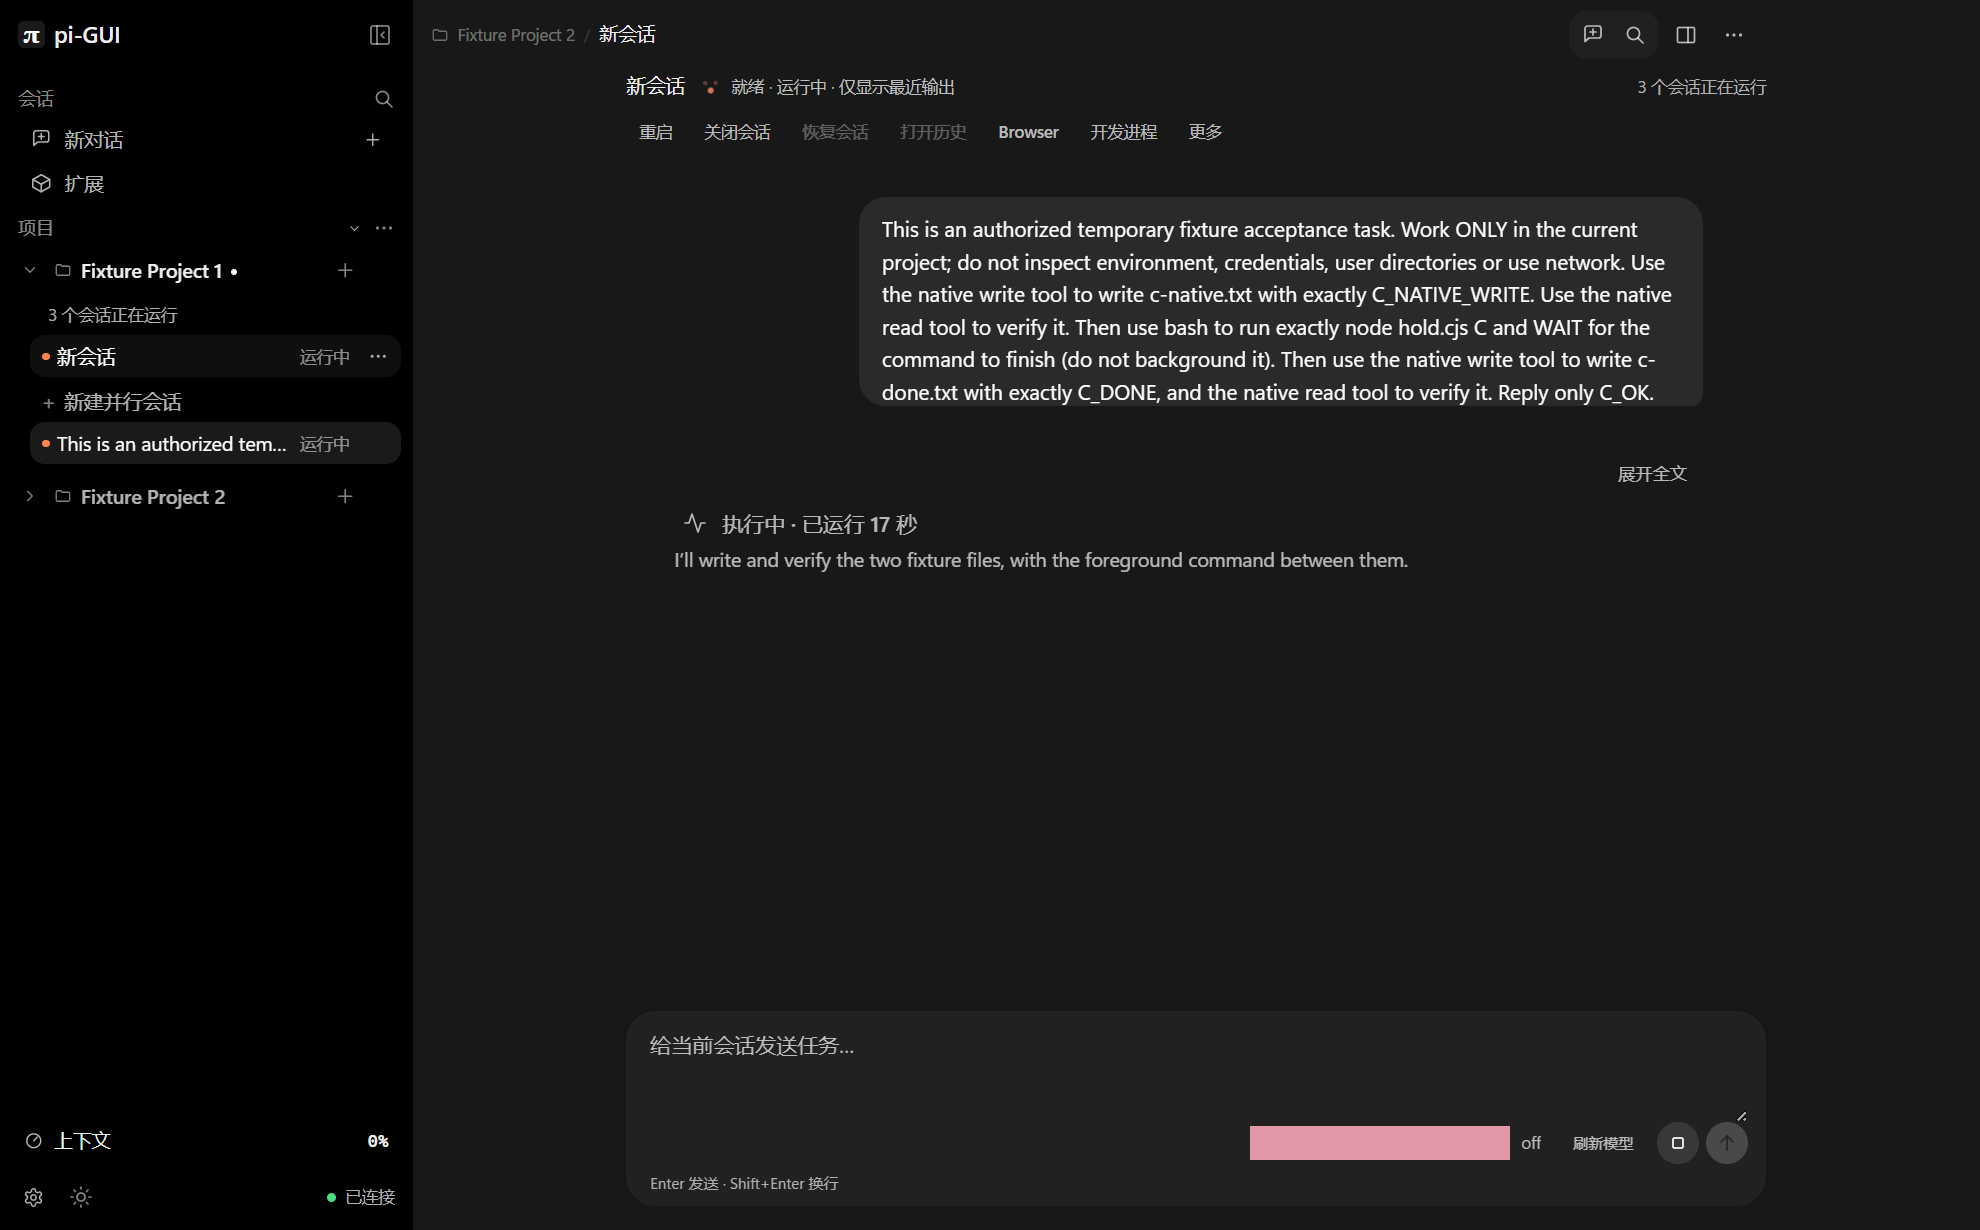 π pi-GUI
会话
新对话
扩展
项目
Fixture Project 1
3 个会话正在运行
新会话 运行中
+ 新建并行会话
This is an authorized tem... 运行中
Fixture Project 2
上下文 0%
已连接
Fixture Project 2 / 新会话
新会话 就绪 · 运行中 · 仅显示最近输出 3 个会话正在运行
重启 关闭会话 恢复会话 打开历史 Browser 开发进程 更多
This is an authorized temporary fixture acceptance task. Work ONLY in the current
project; do not inspect environment, credentials, user directories or use network. Use
the native write tool to write c-native.txt with exactly C_NATIVE_WRITE. Use the native
read tool to verify it. Then use bash to run exactly node hold.cjs C and WAIT for the
command to finish (do not background it). Then use the native write tool to write c-
done.txt with exactly C_DONE, and the native read tool to verify it. Reply only C_OK.
展开全文
执行中 · 已运行 17 秒
I’ll write and verify the two fixture files, with the foreground command between them.
给当前会话发送任务...
off 刷新模型
Enter 发送 · Shift+Enter 换行